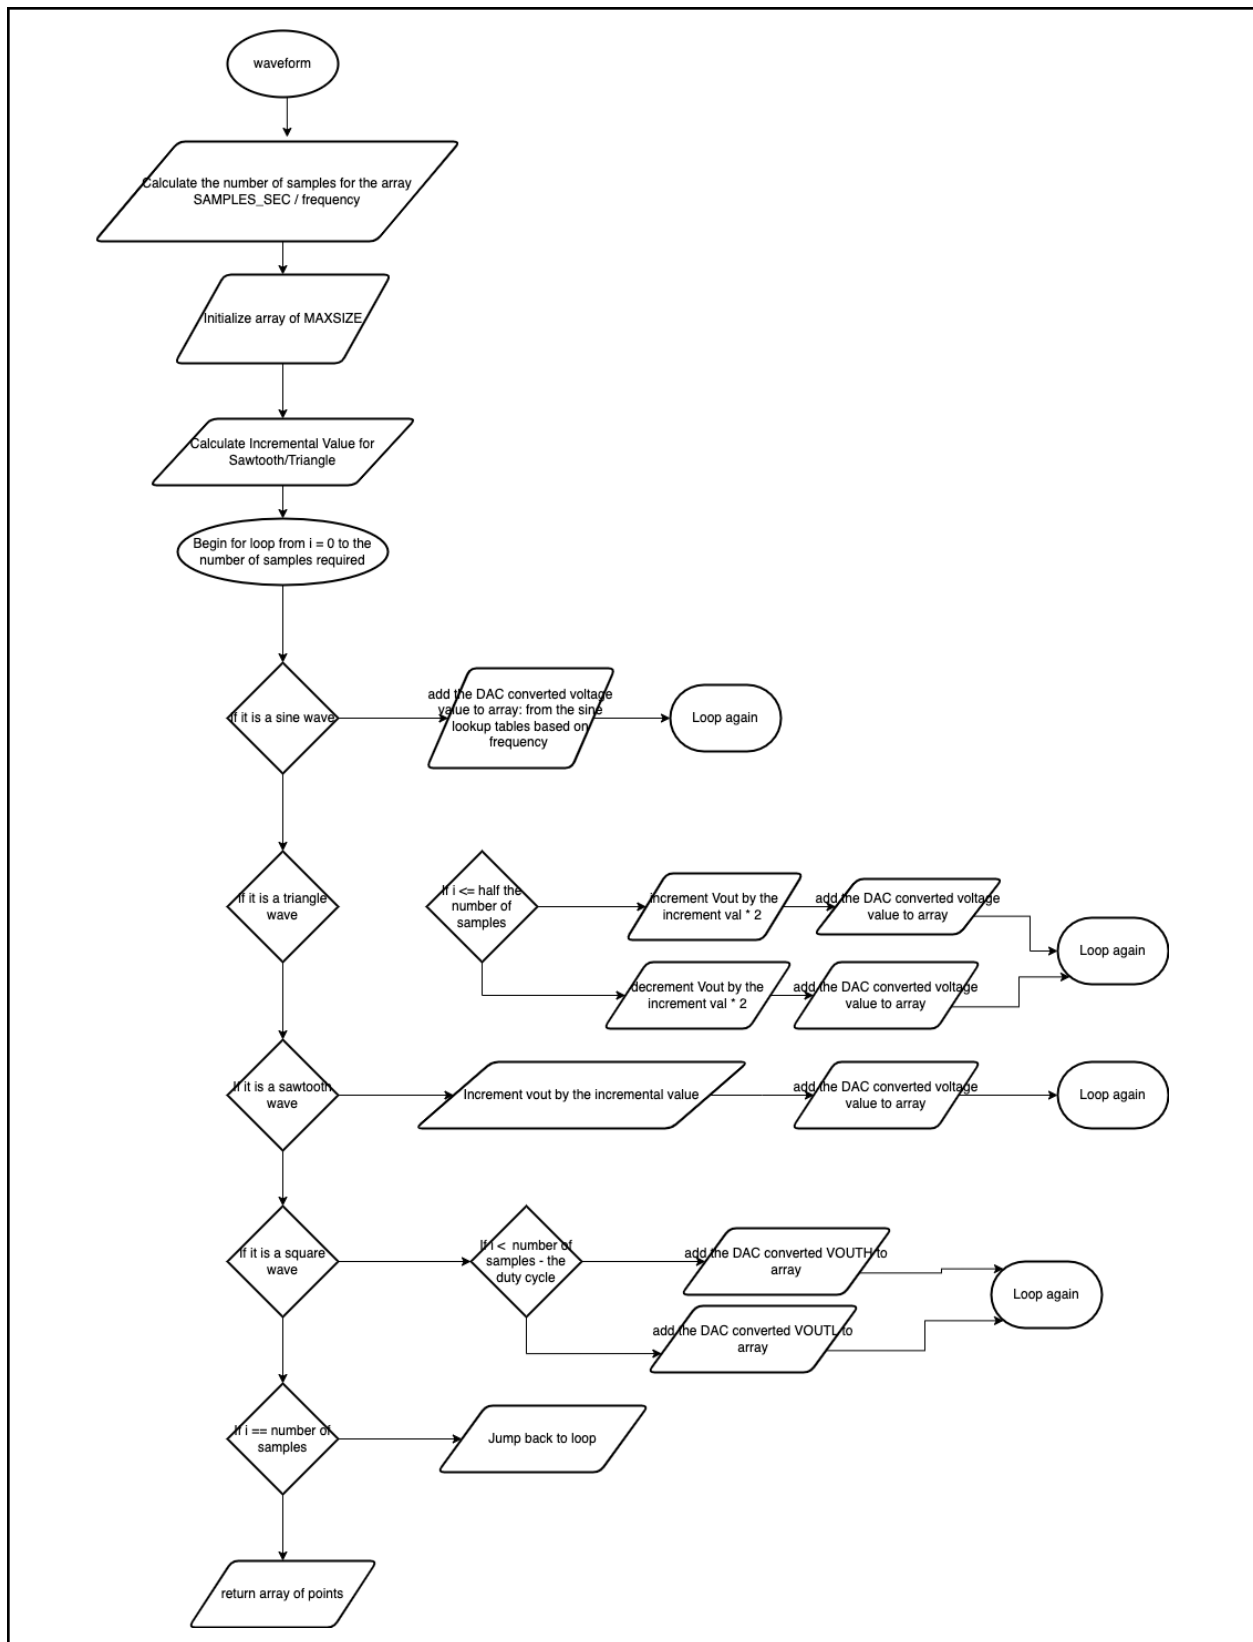 waveform
Calculate the number of samples for the array
SAMPLES_SEC / frequency
Initialize array of MAXSIZE
Calculate Incremental Value for
Sawtooth/Triangle
Begin for loop from i = 0 to the
number of samples required
If it is a sine wave
add the DAC converted voltage
value to array: from the sine
lookup tables based on
frequency
Loop again
If it is a triangle
wave
If i <= half the
number of
samples
increment Vout by the
increment val * 2
add the DAC converted voltage
value to array
decrement Vout by the
increment val * 2
add the DAC converted voltage
value to array
Loop again
If it is a sawtooth
wave
Increment vout by the incremental value
add the DAC converted voltage
value to array
Loop again
If it is a square
wave
If i < number of
samples - the
duty cycle
add the DAC converted VOUTH to
array
add the DAC converted VOUTL to
array
Loop again
If i == number of
samples
Jump back to loop
return array of points